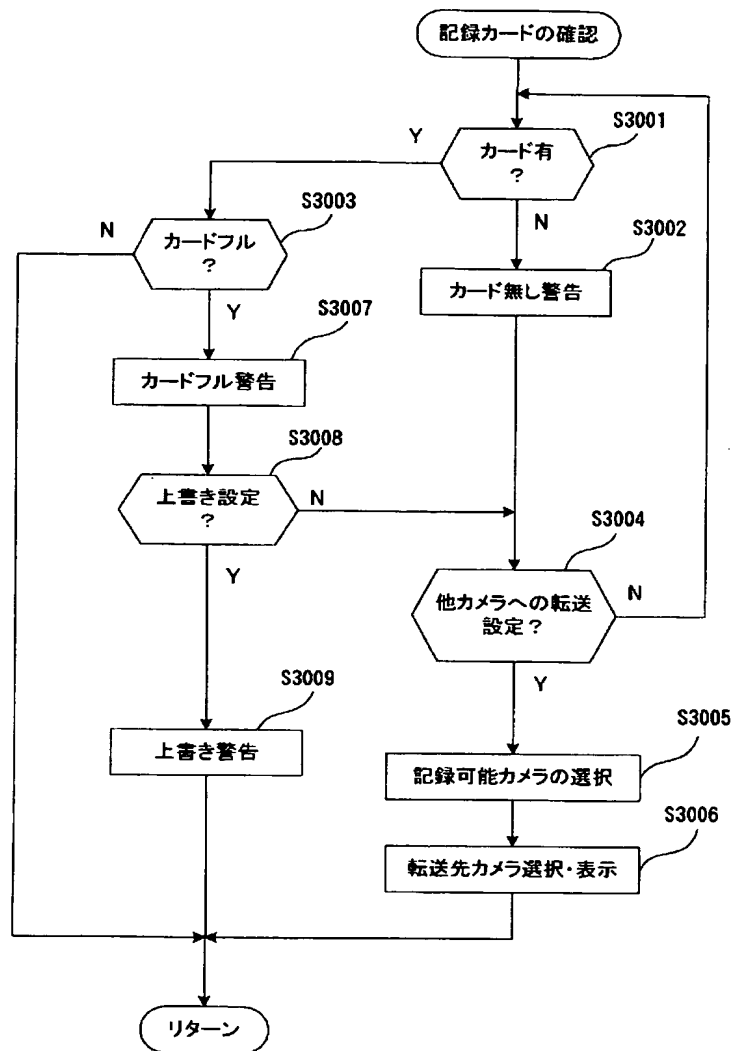 記録カードの確認
S3001
Y
カード有
?
S3003
N
カードフル
?
N
S3002
カード無し警告
Y
S3007
カードフル警告
S3008
上書き設定
?
N
S3004
Y
他カメラへの転送
設定?
N
Y
S3009
上書き警告
S3005
記録可能カメラの選択
S3006
転送先カメラ選択・表示
リターン